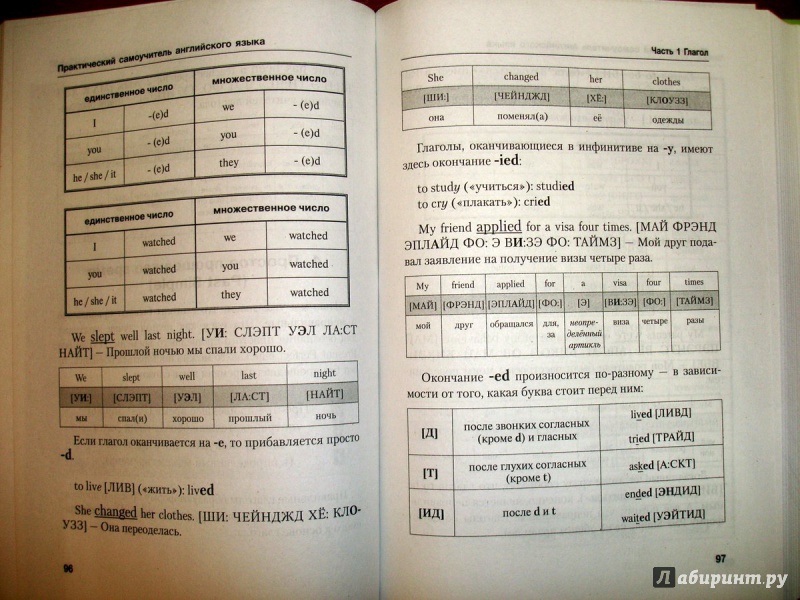 Практический самоучитель английского языка
единственное число множественное число
I -(e)d we - (e)d
you - (e)d you - (e)d
he / she / it - (e)d they - (e)d
единственное число множественное число
I watched we watched
you watched you watched
he / she / it watched they watched
We slept well last night. [УИ: СЛЭПТ УЭЛ ЛА:СТ
НАЙТ] – Прошлой ночью мы спали хорошо.
We slept well last night
[УИ:] [СЛЭПТ] [УЭЛ] [ЛА:СТ] [НАЙТ]
мы спал(и) хорошо прошлый ночь
Если глагол оканчивается на -e, то прибавляется просто
-d.
to live [ЛИВ] («жить»): lived
She changed her clothes. [ШИ: ЧЕЙНДЖД ХЁ: КЛО-
УЗЗ] – Она переоделась.
96
Часть 1 Глагол
She changed her clothes
[ШИ:] [ЧЕЙНДЖД] [ХЁ:] [КЛОУЗЗ]
она поменял(а) её одежды
Глаголы, оканчивающиеся в инфинитиве на -y, имеют
здесь окончание -ied:
to study («учиться»): studied
to cry («плакать»): cried
My friend applied for a visa four times. [МАЙ ФРЭНД
ЭПЛАЙД ФО: Э ВИ:ЗЭ ФО: ТАЙМЗ] – Мой друг пода-
вал заявление на получение визы четыре раза.
My friend applied for a visa four times
[МАЙ] [ФРЭНД] [ЭПЛАЙД] [ФО:] [Э] [ВИ:ЗЭ] [ФО:] [ТАЙМЗ]
мой друг обращался для, за неопре-делённый артикль виза четыре разы
Окончание -ed произносится по-разному – в зависи-
мости от того, какая буква стоит перед ним:
[Д] после звонких согласных (кроме d) и гласных lived [ЛИВД]
tried [ТРАЙД]
[Т] после глухих согласных (кроме t) asked [А:СКТ]
[ИД] после d и t ended [ЭНДИД]
waited [УЭЙТИД]
97
Лабиринт.ру